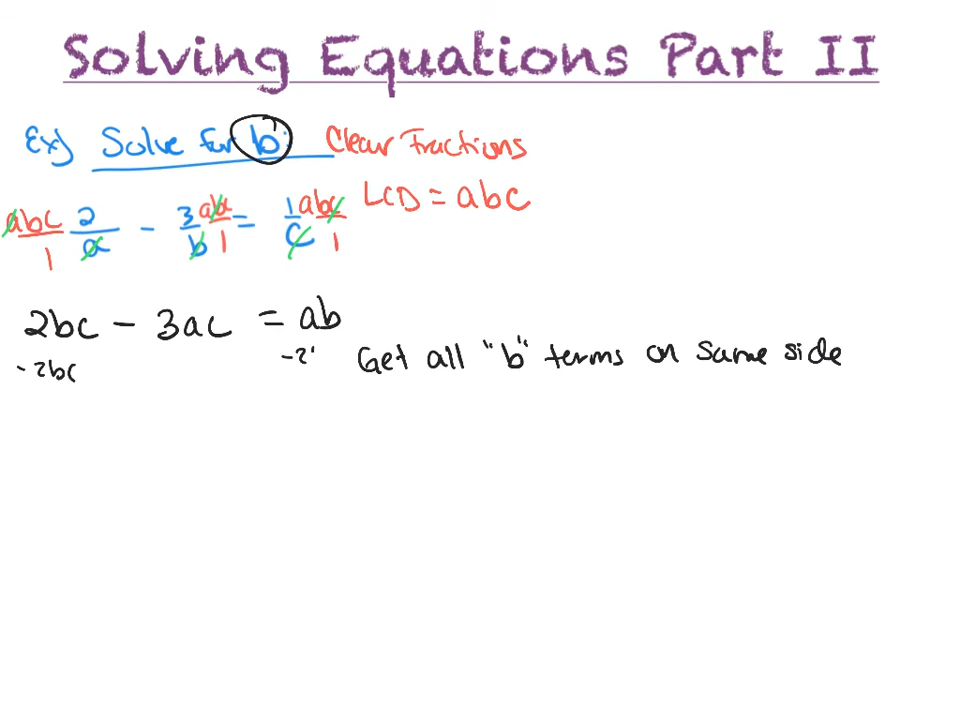 Solving Equations Part II
Ex) Solve for b: Clear Fractions
abc/1 2/a - 3/b abc/1 = 1/c abc/1 LCD = abc
2bc - 3ac = ab
-2bc -2' Get all "b" terms on same side